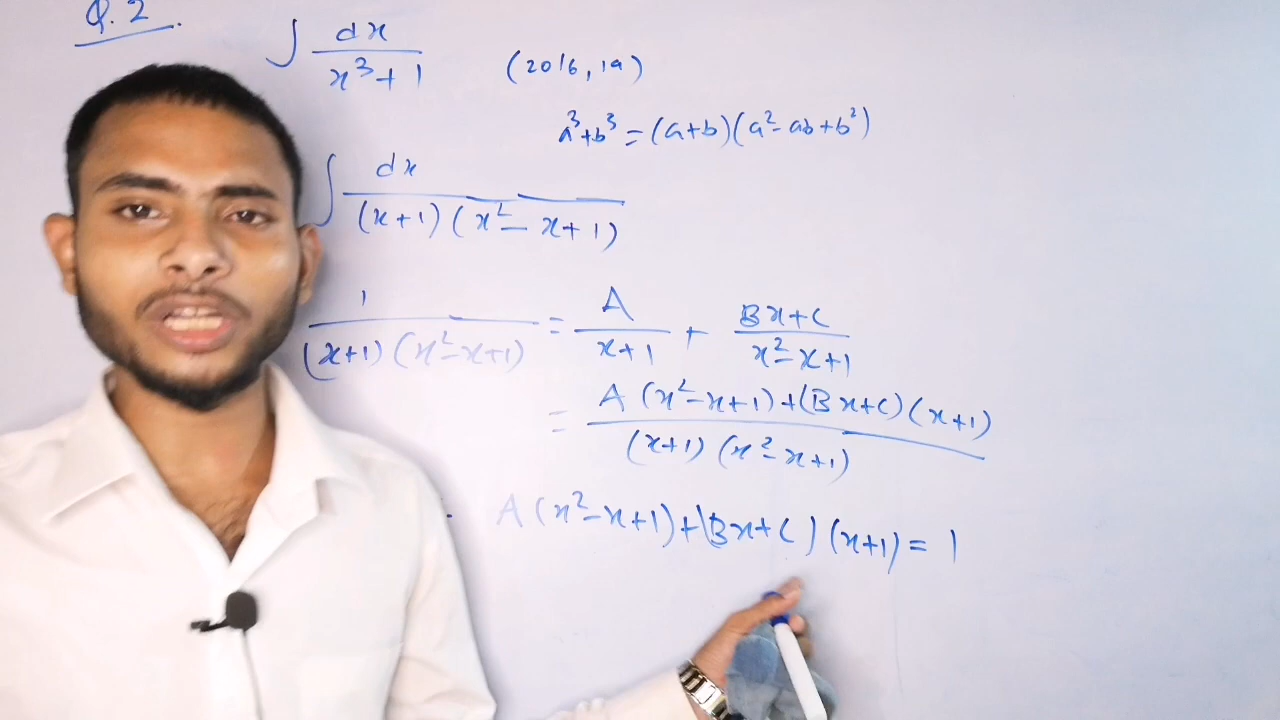 Q. 2.
∫ dx / x³+1 (2016, 19)
a³+b³ = (a+b)(a²-ab+b²)
∫ dx / (x+1)(x²-x+1)
1 / (x+1)(x²-x+1) = A / x+1 + Bx+C / x²-x+1
= A(x²-x+1)+(Bx+C)(x+1) / (x+1)(x²-x+1)
A(x²-x+1)+(Bx+C)(x+1) = 1